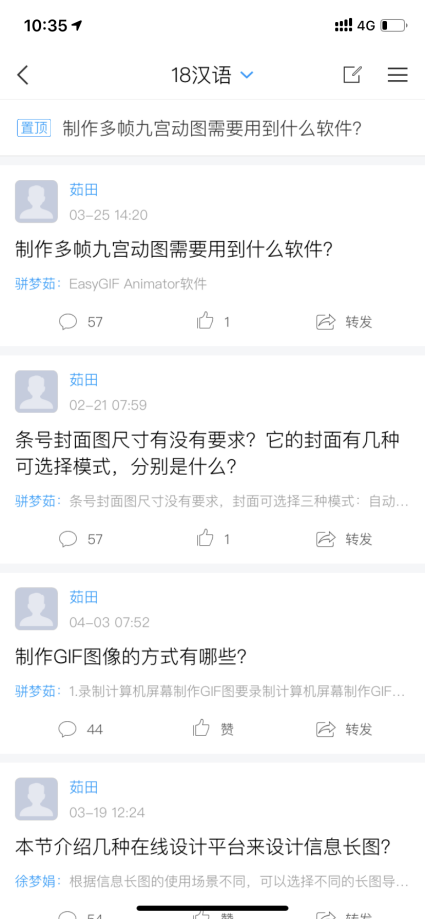 10:35
4G
18汉语
置顶 制作多帧九宫动图需要用到什么软件?
茹田
03-25 14:20
制作多帧九宫动图需要用到什么软件?
骈梦茹: EasyGIF Animator软件
57 1 转发
茹田
02-21 07:59
条号封面图尺寸有没有要求？它的封面有几种
可选择模式，分别是什么?
骈梦茹: 条号封面图尺寸没有要求，封面可选择三种模式：自动...
57 1 转发
茹田
04-03 07:52
制作GIF图像的方式有哪些?
骈梦茹: 1.录制计算机屏幕制作GIF图要录制计算机屏幕制作GIF...
44 赞 转发
茹田
03-19 12:24
本节介绍几种在线设计平台来设计信息长图?
徐梦娟: 根据信息长图的使用场景不同，可以选择不同的长图导...
54 赞 转发